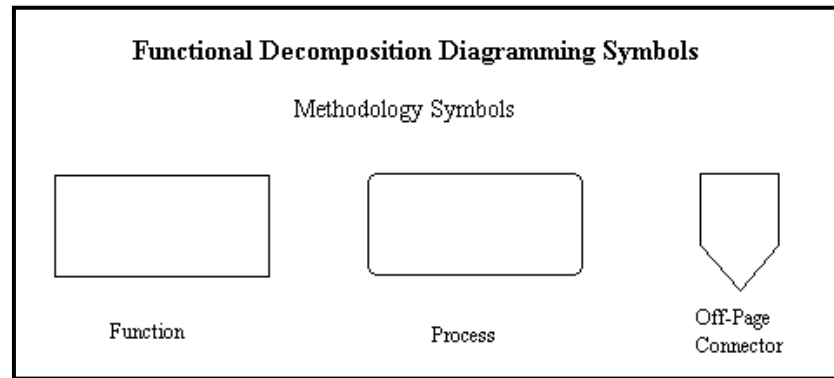 Functional Decomposition Diagramming Symbols
Methodology Symbols
Function
Process
Off-Page
Connector